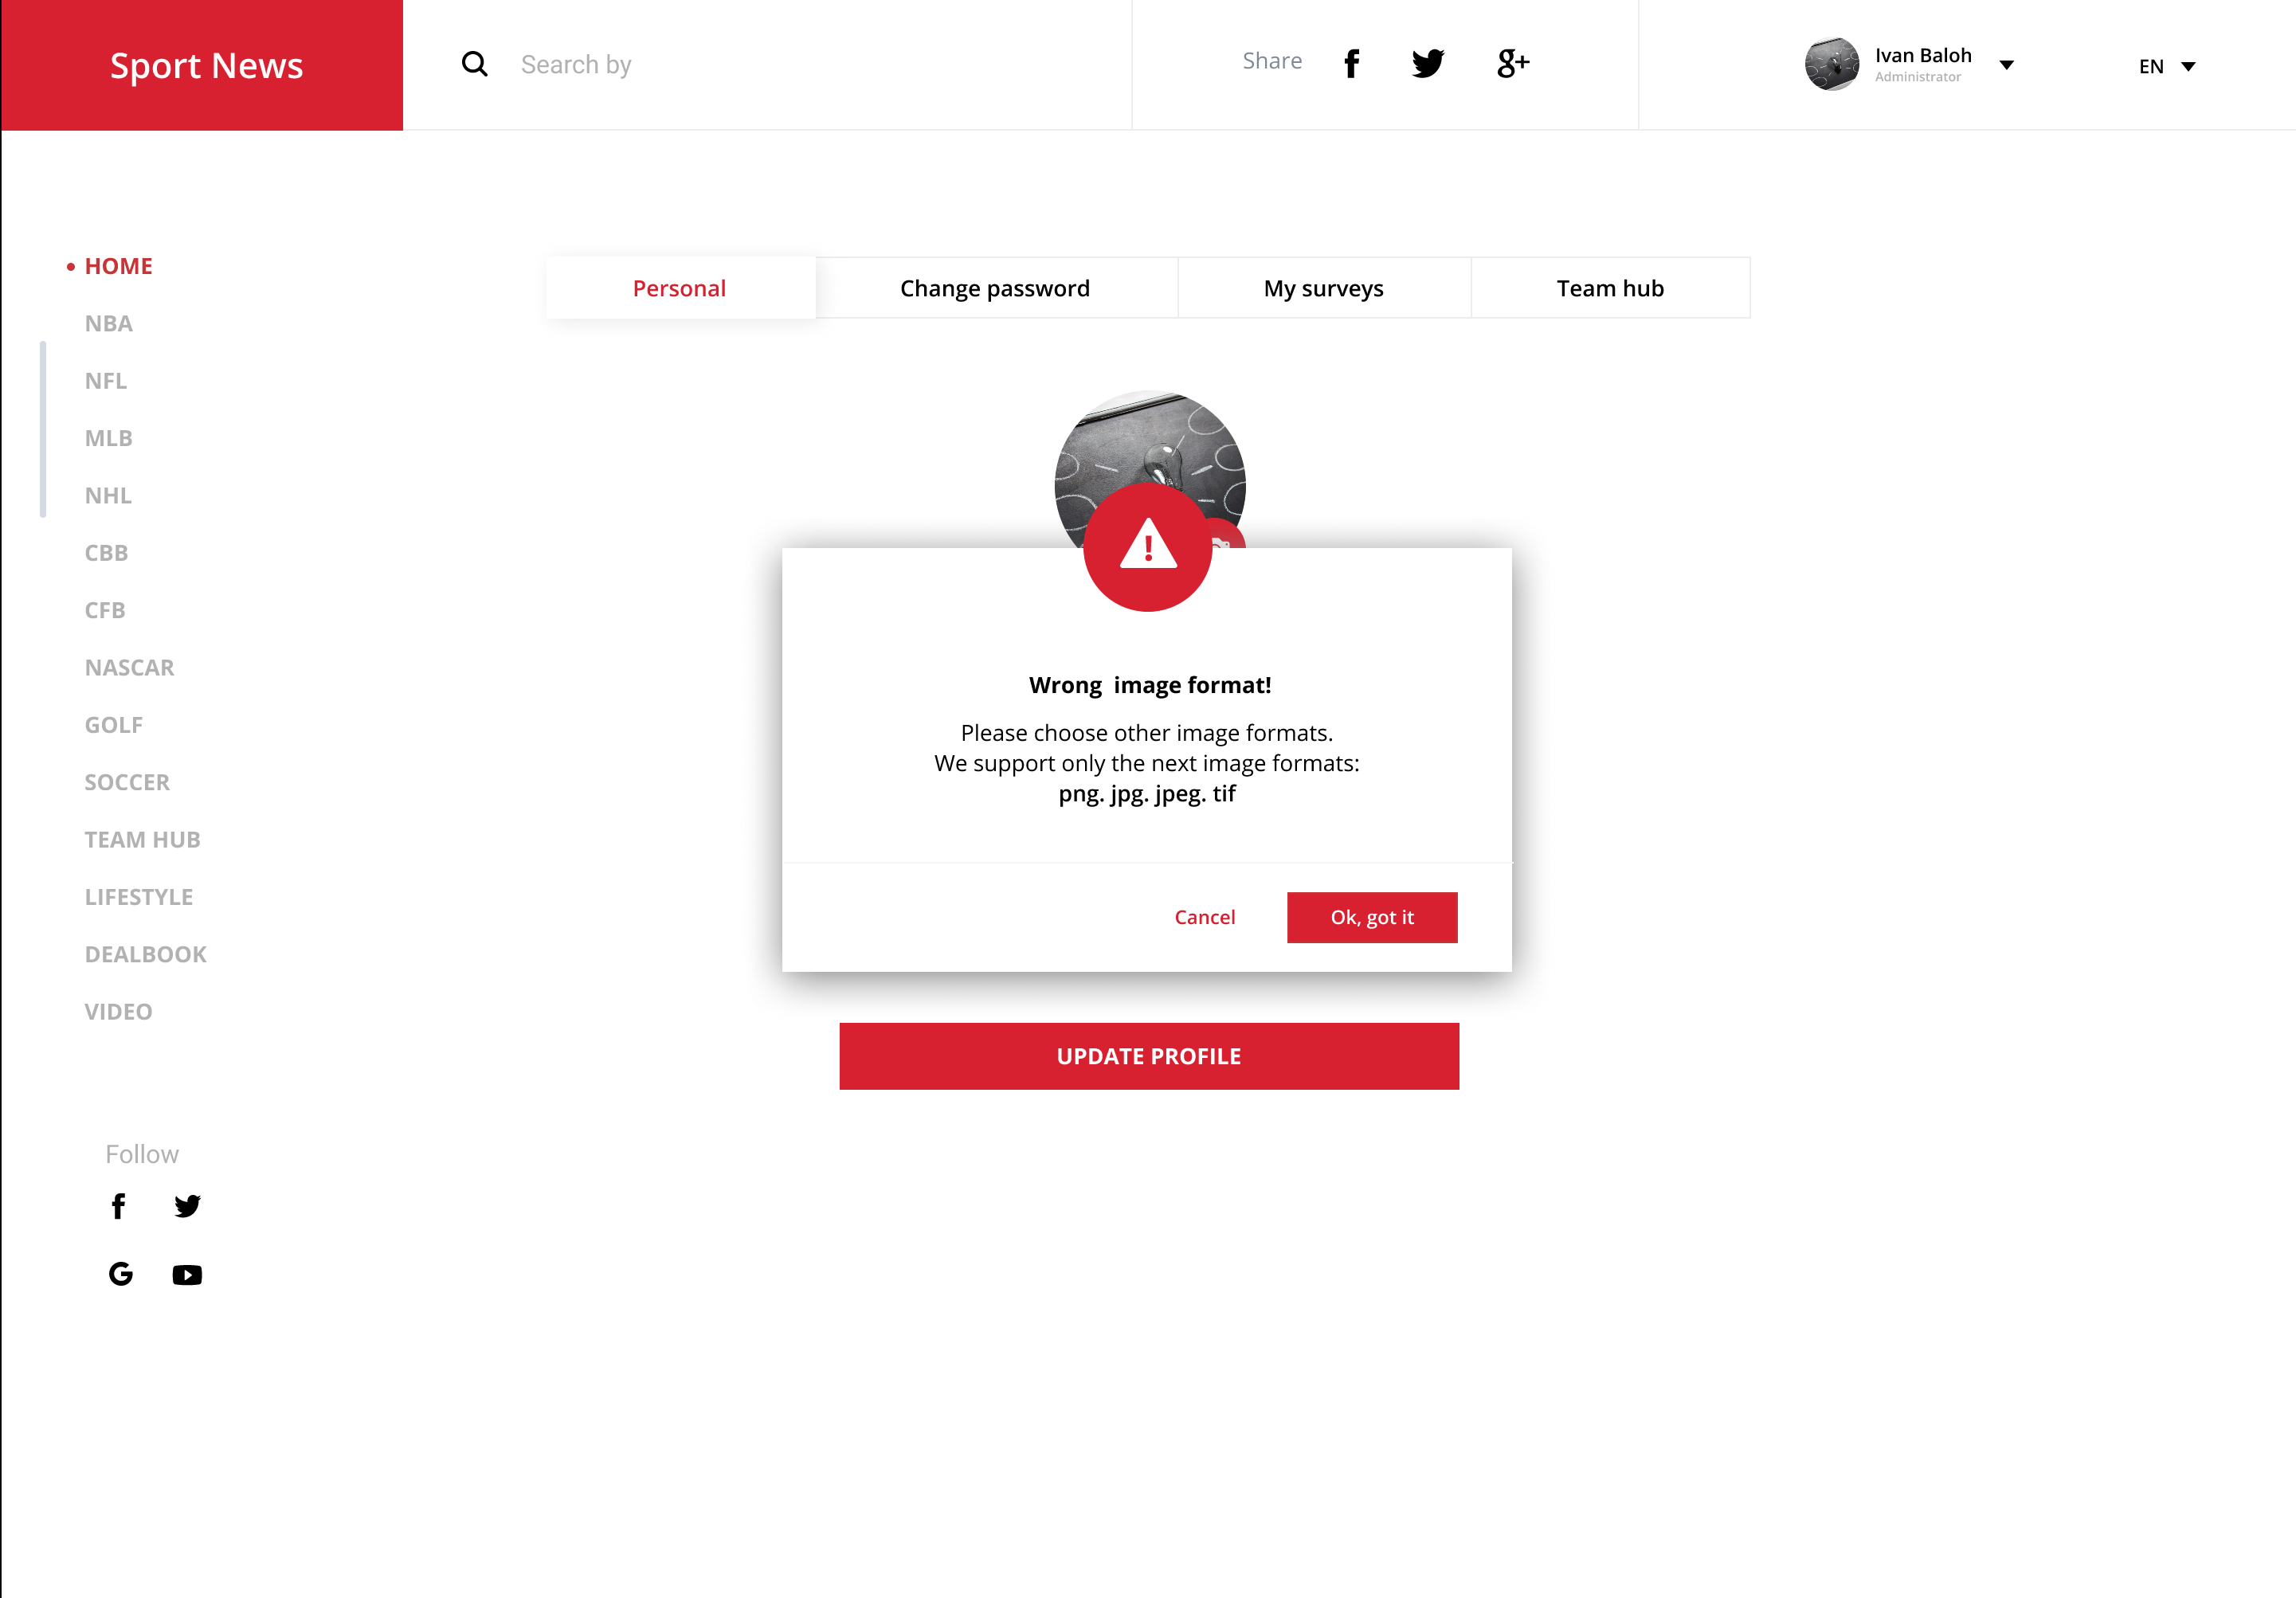 Sport News
Search by
Share
Ivan Baloh
Administrator
EN
HOME
NBA
NFL
MLB
NHL
CBB
CFB
NASCAR
GOLF
SOCCER
TEAM HUB
LIFESTYLE
DEALBOOK
VIDEO
Follow
Personal
Change password
My surveys
Team hub
Wrong  image format!
Please choose other image formats.
We support only the next image formats:
png. jpg. jpeg. tif
Cancel
Ok, got it
UPDATE PROFILE